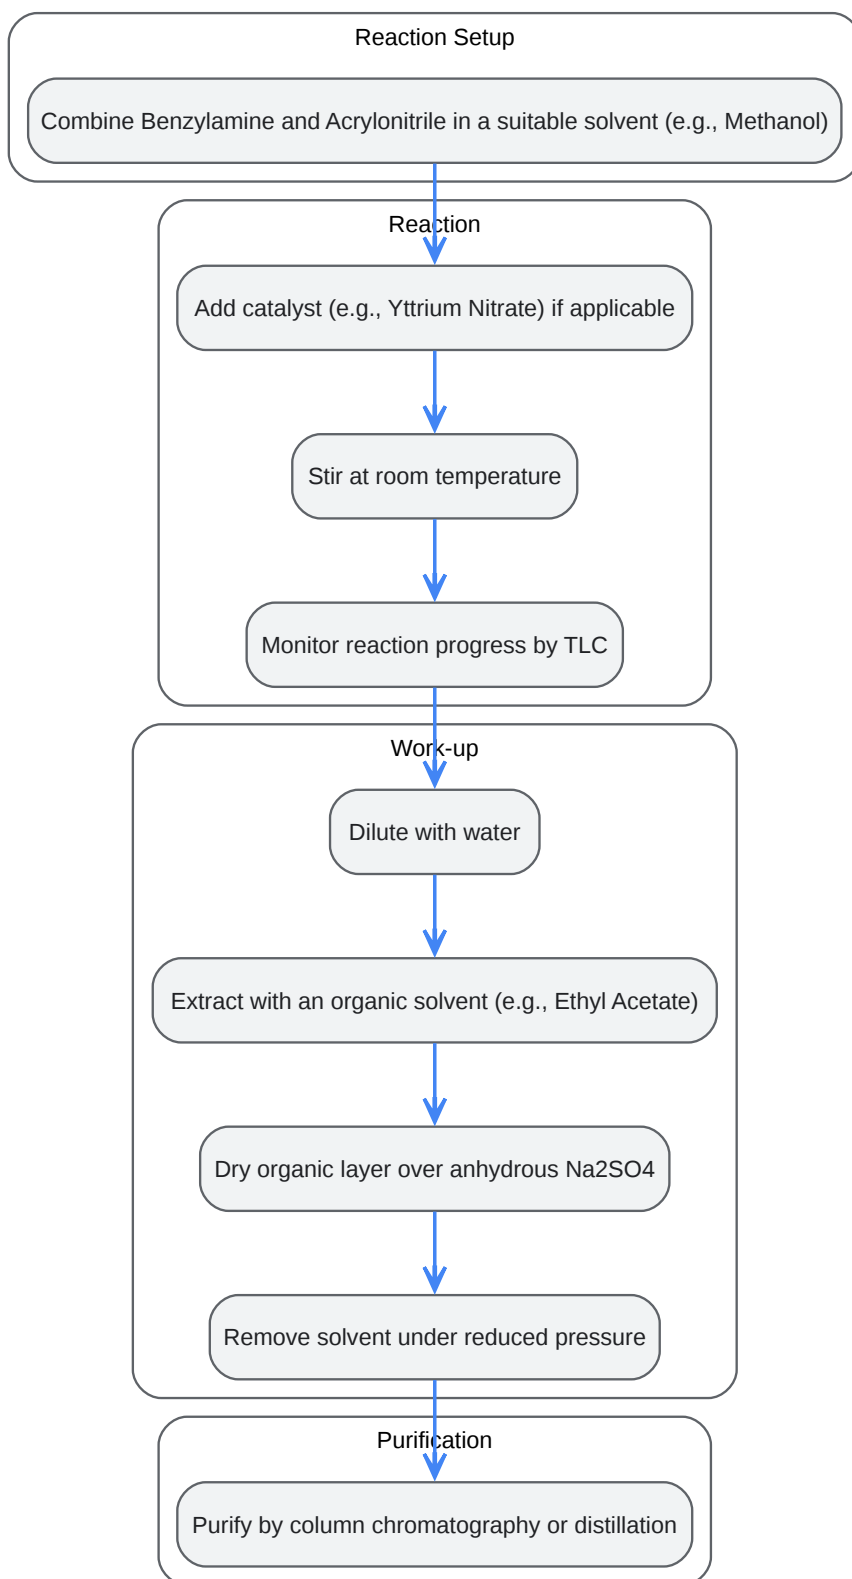 Reaction Setup
Combine Benzylamine and Acrylonitrile in a suitable solvent (e.g., Methanol)
Reaction
Add catalyst (e.g., Yttrium Nitrate) if applicable
Stir at room temperature
Monitor reaction progress by TLC
Work-up
Dilute with water
Extract with an organic solvent (e.g., Ethyl Acetate)
Dry organic layer over anhydrous Na2SO4
Remove solvent under reduced pressure
Purification
Purify by column chromatography or distillation